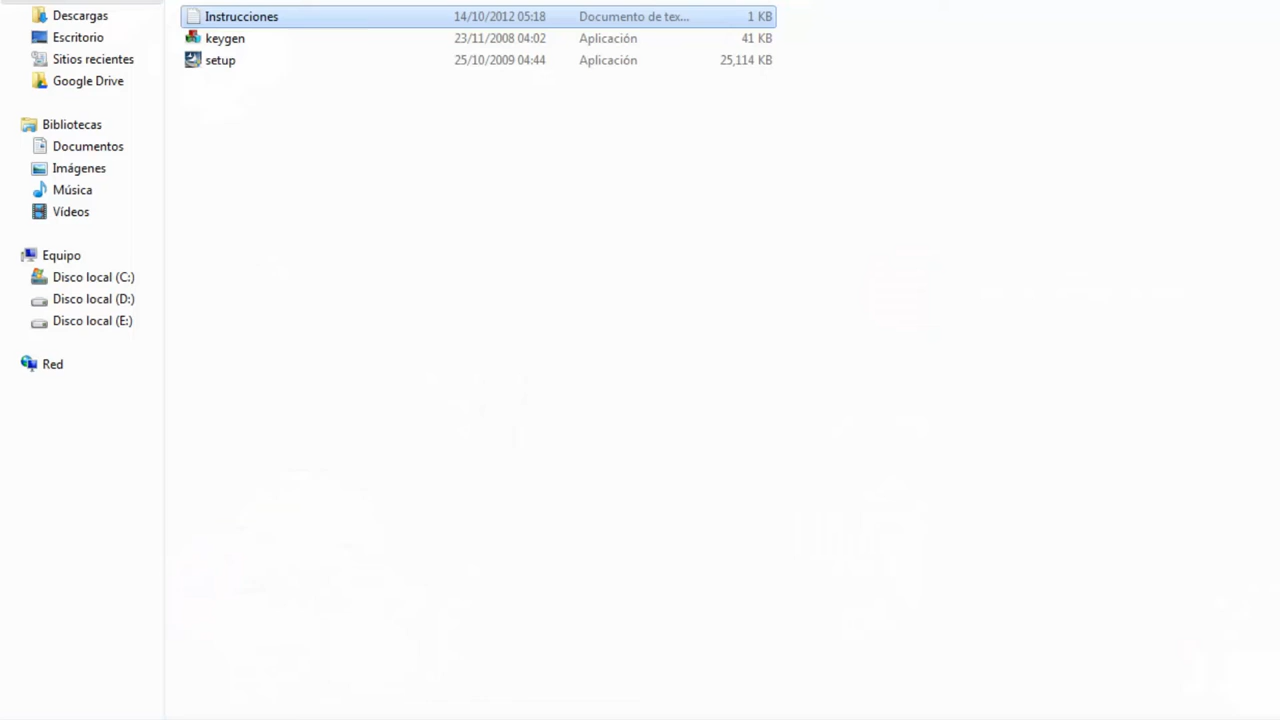 Descargas
Escritorio
Sitios recientes
Google Drive
Bibliotecas
Documentos
Imágenes
Música
Vídeos
Equipo
Disco local (C:)
Disco local (D:)
Disco local (E:)
Red
Instrucciones 14/10/2012 05:18 Documento de tex... 1 KB
keygen 23/11/2008 04:02 Aplicación 41 KB
setup 25/10/2009 04:44 Aplicación 25,114 KB